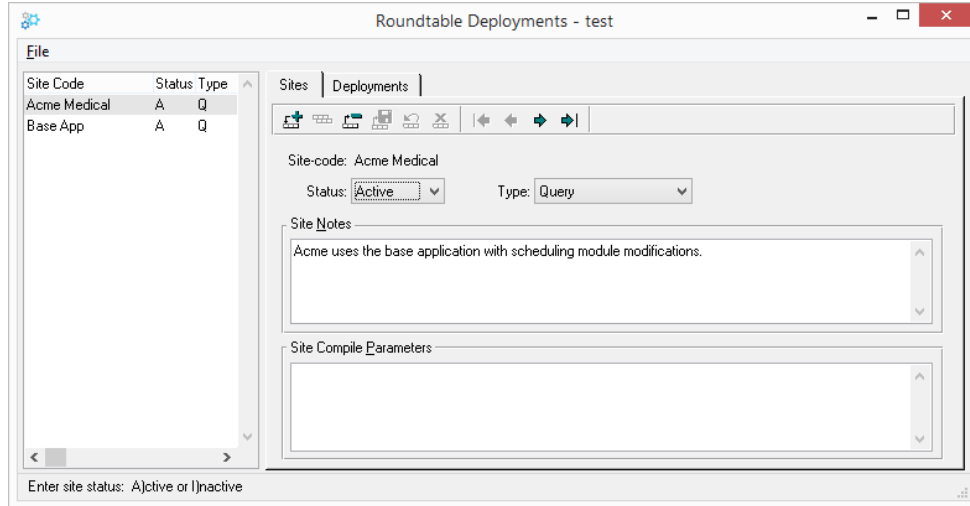 Roundtable Deployments - test
File
Site Code Status Type
Acme Medical A Q
Base App A Q
Sites Deployments
Site-code: Acme Medical
Status: Active Type: Query
Site Notes
Acme uses the base application with scheduling module modifications.
Site Compile Parameters
Enter site status: A)ctive or I)nactive